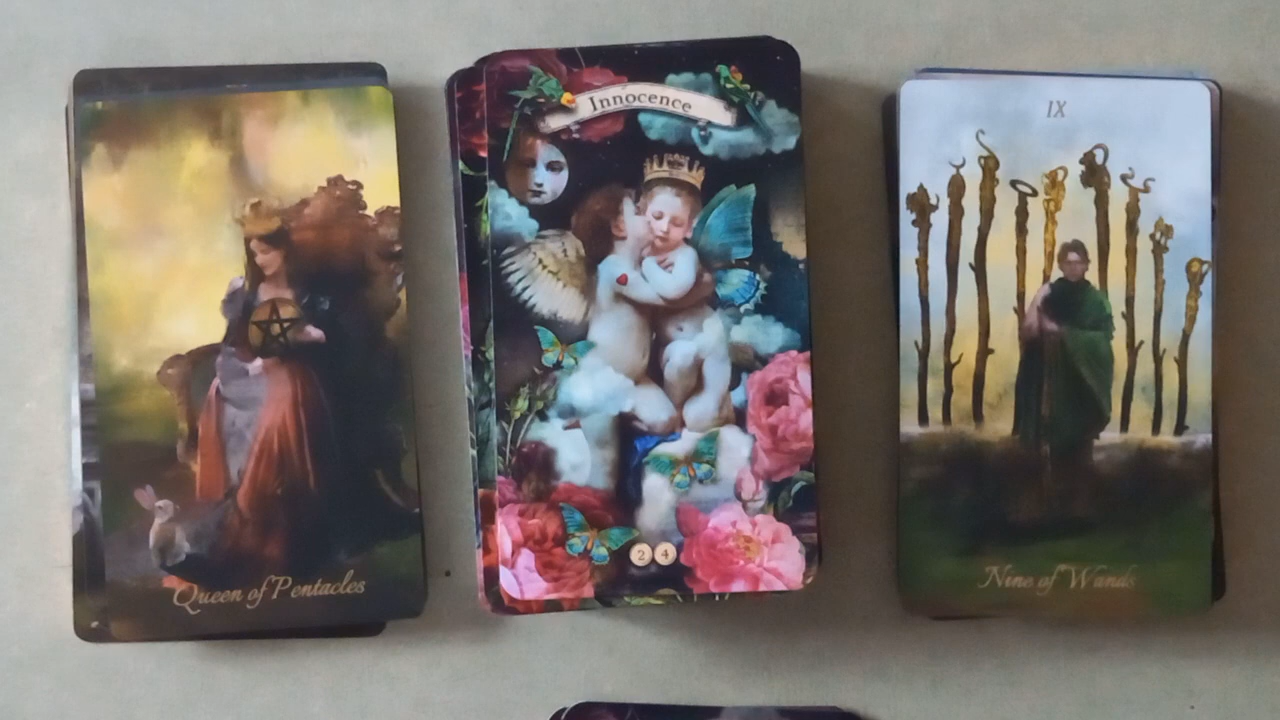 Queen of Pentacles
Innocence
2 4
IX
Nine of Wands